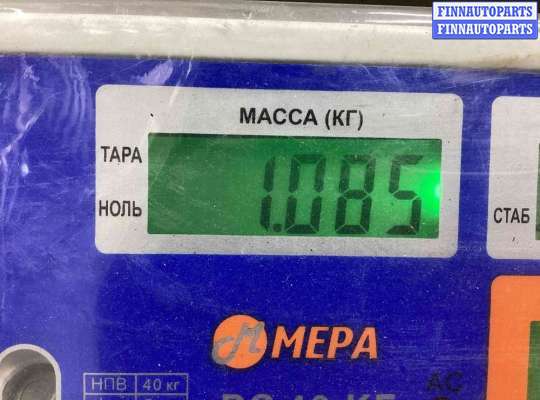 FINNAUTOPARTS
FINNAUTOPARTS
МАССА (КГ)
ТАРА
НОЛЬ
1.085
СТАБ
МЕРА
НПВ 40 кг